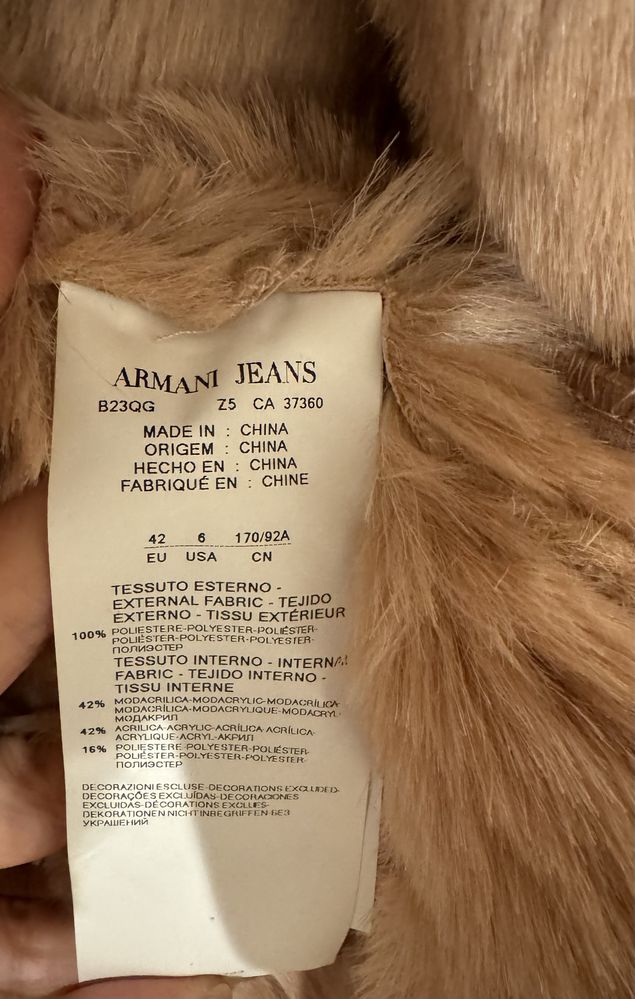 ARMANI JEANS
B23QG Z5 CA 37360
MADE IN : CHINA
ORIGEM : CHINA
HECHO EN : CHINA
FABRIQUÉ EN : CHINE
42 6 170/92A
EU USA CN
TESSUTO ESTERNO -
EXTERNAL FABRIC - TEJIDO
EXTERNO - TISSU EXTÉRIEUR
100% POLIESTERE-POLYESTER-POLIÉSTER-
POLIÉSTER-POLYESTER-POLYESTER-
ПОЛИЭСТЕР
TESSUTO INTERNO - INTERNAL
FABRIC - TEJIDO INTERNO -
TISSU INTERNE
42% MODACRILICA-MODACRYLIC-MODACRÍLICA-
MODACRÍLICA-MODACRYLIQUE-MODACRYL-
МОДАКРИЛ
42% ACRILICA-ACRYLIC-ACRÍLICA-ACRÍLICA-
ACRYLIQUE-ACRYL-АКРИЛ
16% POLIESTERE-POLYESTER-POLIÉSTER-
POLIÉSTER-POLYESTER-POLYESTER-
ПОЛИЭСТЕР
DECORAZIONI ESCLUSE-DECORATIONS EXCLUDED-
DECORAÇÕES EXCLUÍDAS-DECORACIONES
EXCLUIDAS-DÉCORATIONS EXCLUES-
DEKORATIONEN NICHT INBEGRIFFEN БЕЗ
УКРАШЕНИЙ